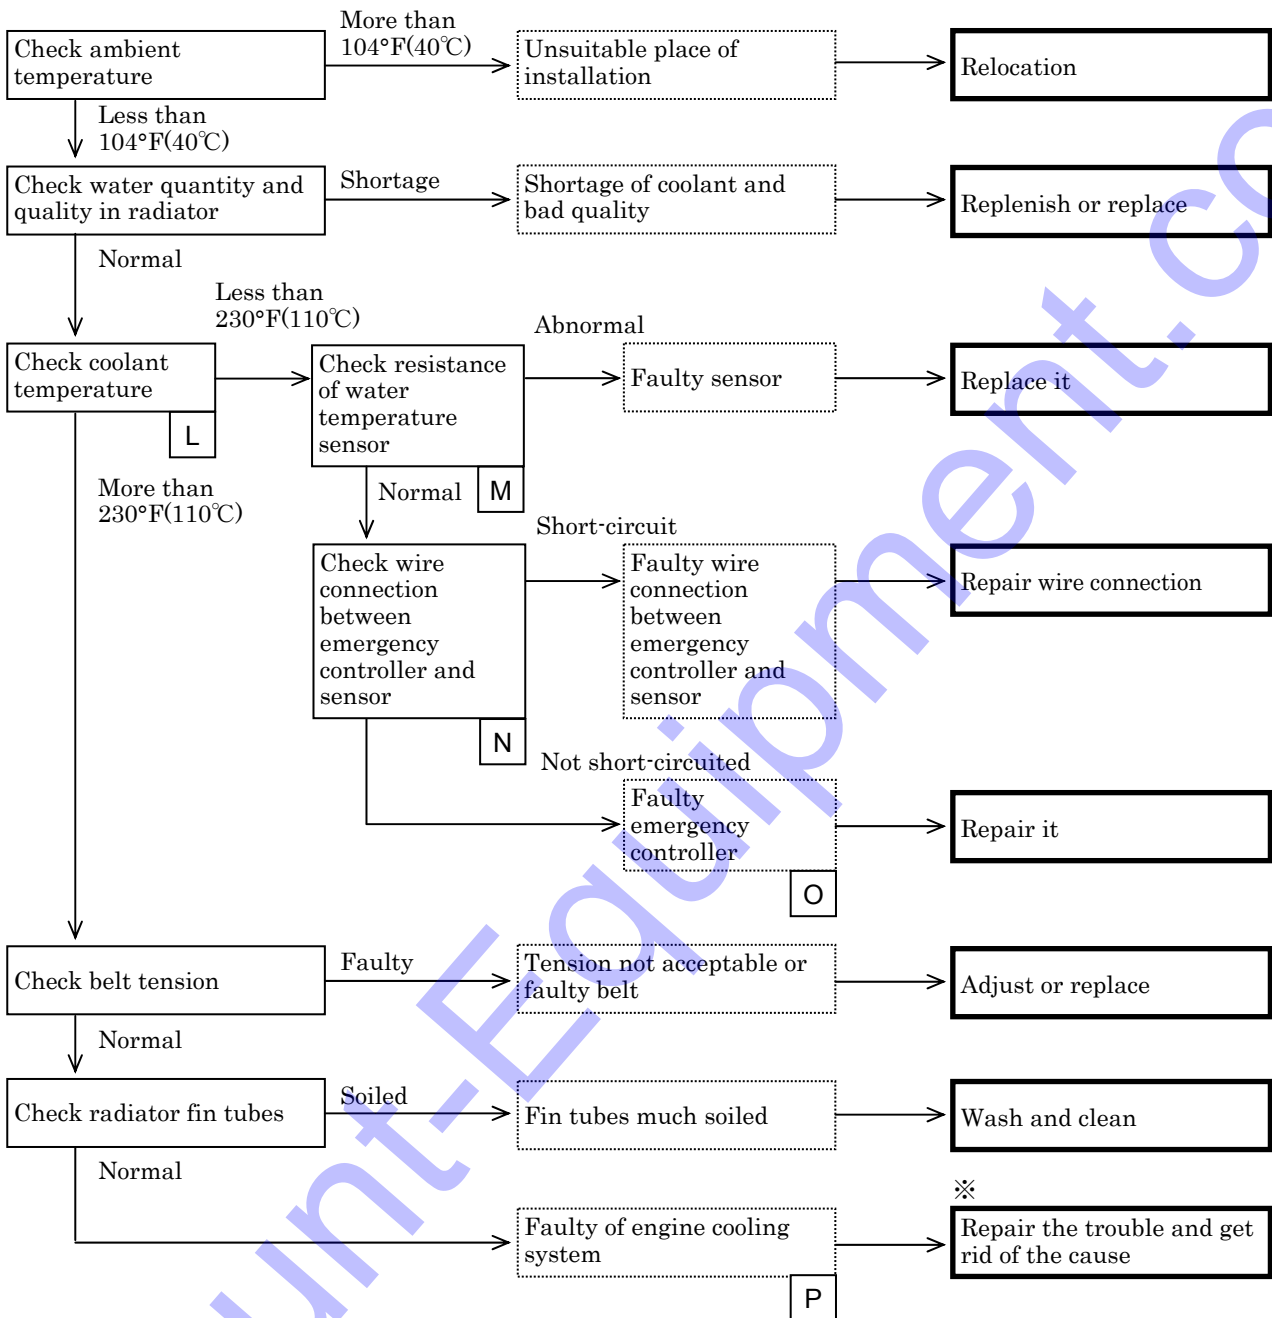 More than
104°F(40℃)
Check ambient
temperature
Unsuitable place of
installation
Relocation
Less than
104°F(40℃)
Check water quantity and
quality in radiator
Shortage
Shortage of coolant and
bad quality
Replenish or replace
Normal
Less than
230°F(110℃)
Check coolant
temperature
L
Check resistance
of water
temperature
sensor
M
Abnormal
Faulty sensor
Replace it
More than
230°F(110℃)
Normal
Check wire
connection
between
emergency
controller and
sensor
N
Short-circuit
Faulty wire
connection
between
emergency
controller and
sensor
Repair wire connection
Not short-circuited
Faulty
emergency
controller
O
Repair it
Check belt tension
Faulty
Tension not acceptable or
faulty belt
Adjust or replace
Normal
Check radiator fin tubes
Soiled
Fin tubes much soiled
Wash and clean
Normal
Faulty of engine cooling
system
P
※
Repair the trouble and get
rid of the cause
unt-Equipment.co